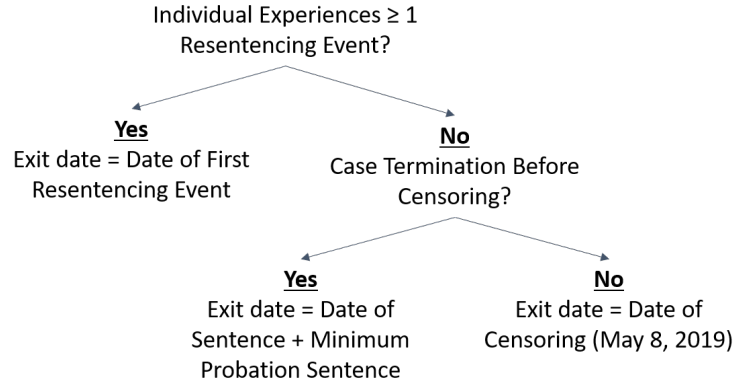 Individual Experiences ≥ 1
Resentencing Event?
Yes
Exit date = Date of First
Resentencing Event
No
Case Termination Before
Censoring?
Yes
Exit date = Date of
Sentence + Minimum
Probation Sentence
No
Exit date = Date of
Censoring (May 8, 2019)